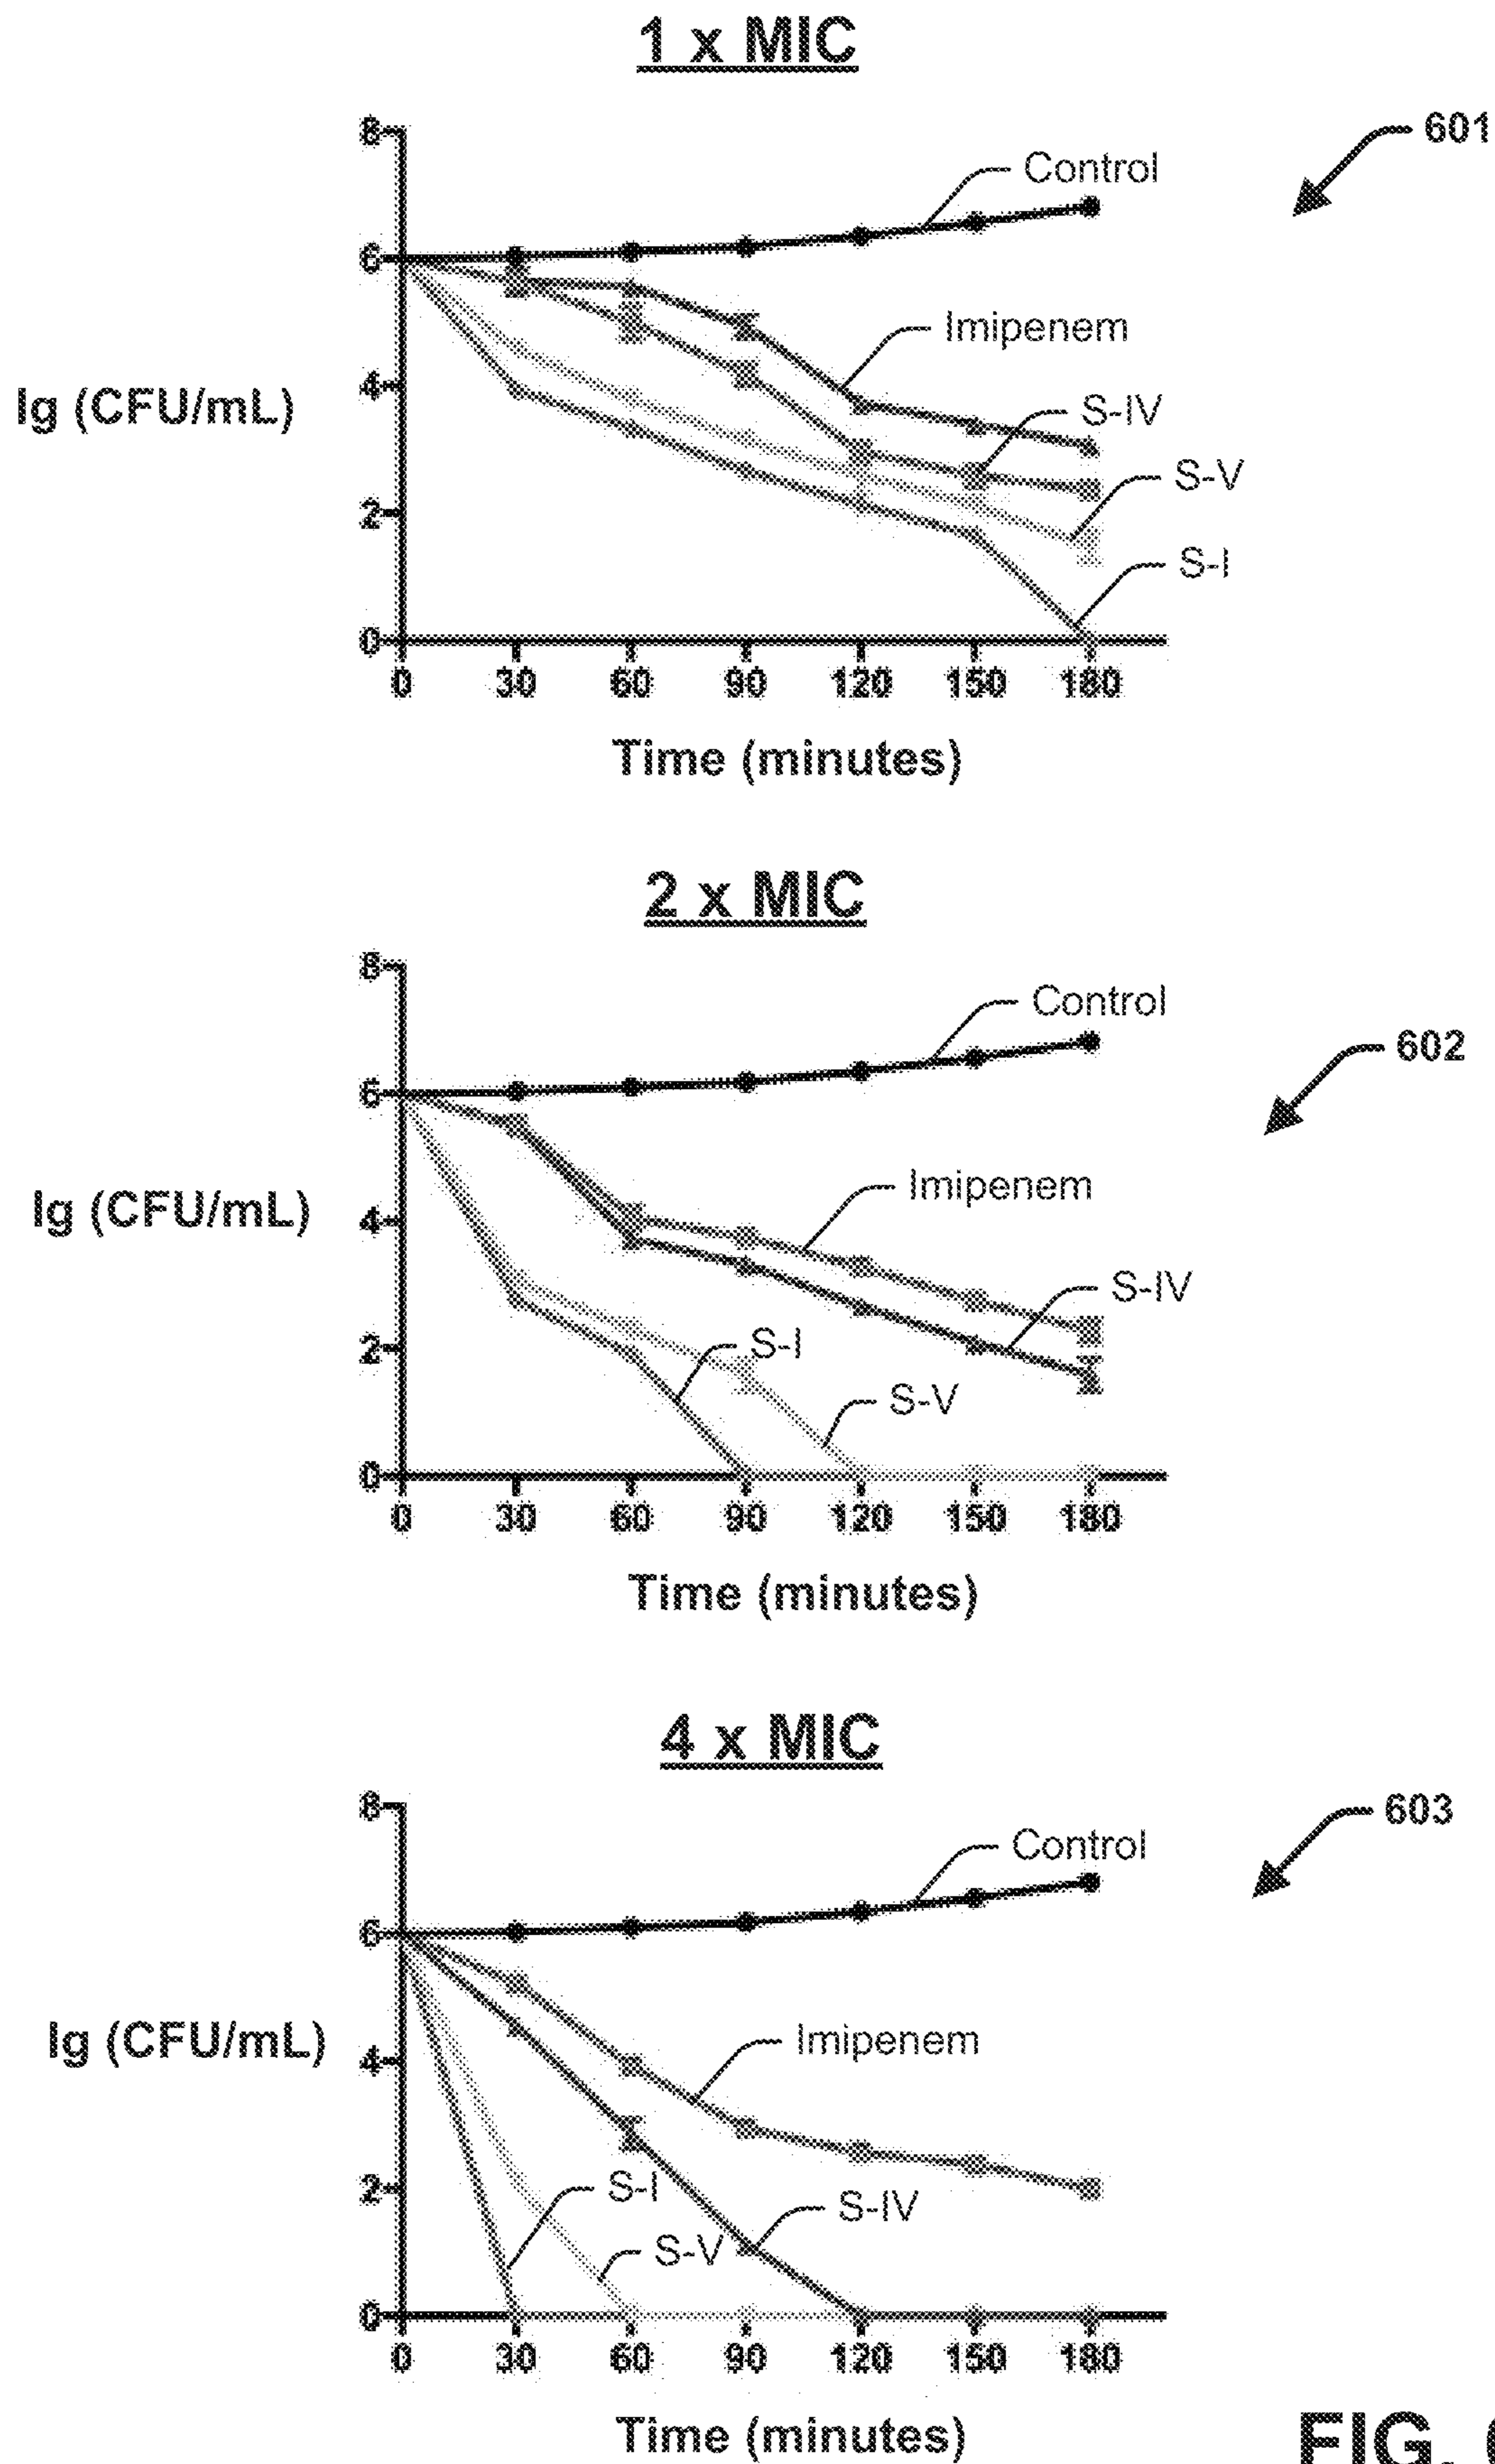 1 x MIC
601
8
Control
6
Imipenem
4
lg (CFU/mL)
S-IV
S-V
2
S-I
0
0 30 60 90 120 150 180
Time (minutes)
2 x MIC
8
Control
602
6
Imipenem
4
lg (CFU/mL)
S-IV
2
S-I
S-V
0
0 30 60 90 120 150 180
Time (minutes)
4 x MIC
8
603
Control
6
lg (CFU/mL)
Imipenem
4
2
S-I
S-IV
S-V
0
0 30 60 90 120 150 180
Time (minutes)
FIG.